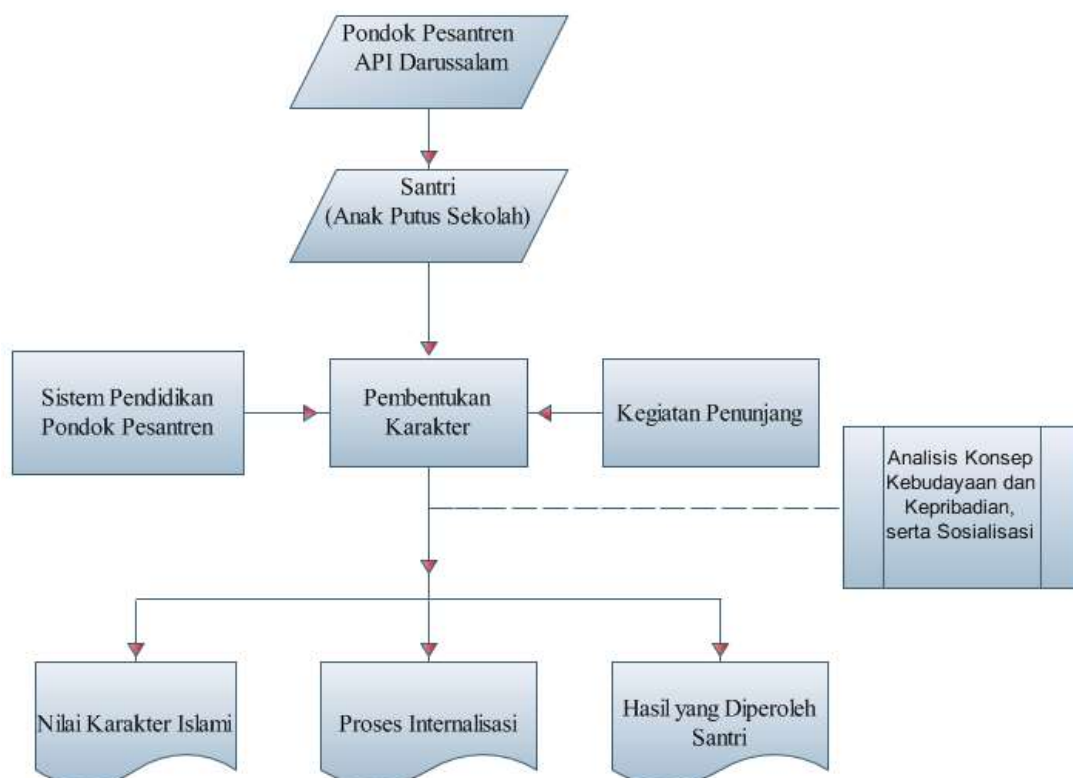 Pondok Pesantren
API Darussalam
Santri
(Anak Putus Sekolah)
Sistem Pendidikan
Pondok Pesantren
Pembentukan
Karakter
Kegiatan Penunjang
Analisis Konsep
Kebudayaan dan
Kepribadian,
serta Sosialisasi
Nilai Karakter Islami
Proses Internalisasi
Hasil yang Diperoleh
Santri